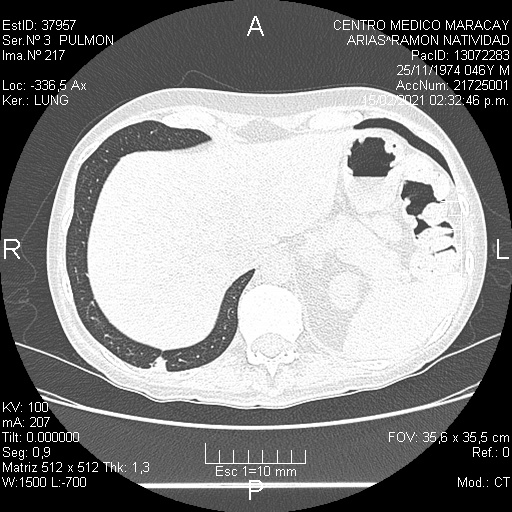 EstID: 37957
Ser.Nº 3 PULMON
Ima.Nº 217
Loc: -336,5 Ax
Ker.: LUNG
A
CENTRO MEDICO MARACAY
ARIAS^RAMON NATIVIDAD
PacID: 13072283
25/11/1974 046Y M
AccNum: 21725001
15/02/2021 02:32:46 p.m.
R
L
KV: 100
mA: 207
Tilt: 0.000000
Seg: 0,9
Matriz 512 x 512 Thk: 1,3
W:1500 L:-700
Esc 1=10 mm
P
FOV: 35,6 x 35,5 cm
Ref.: 0
Mod.: CT